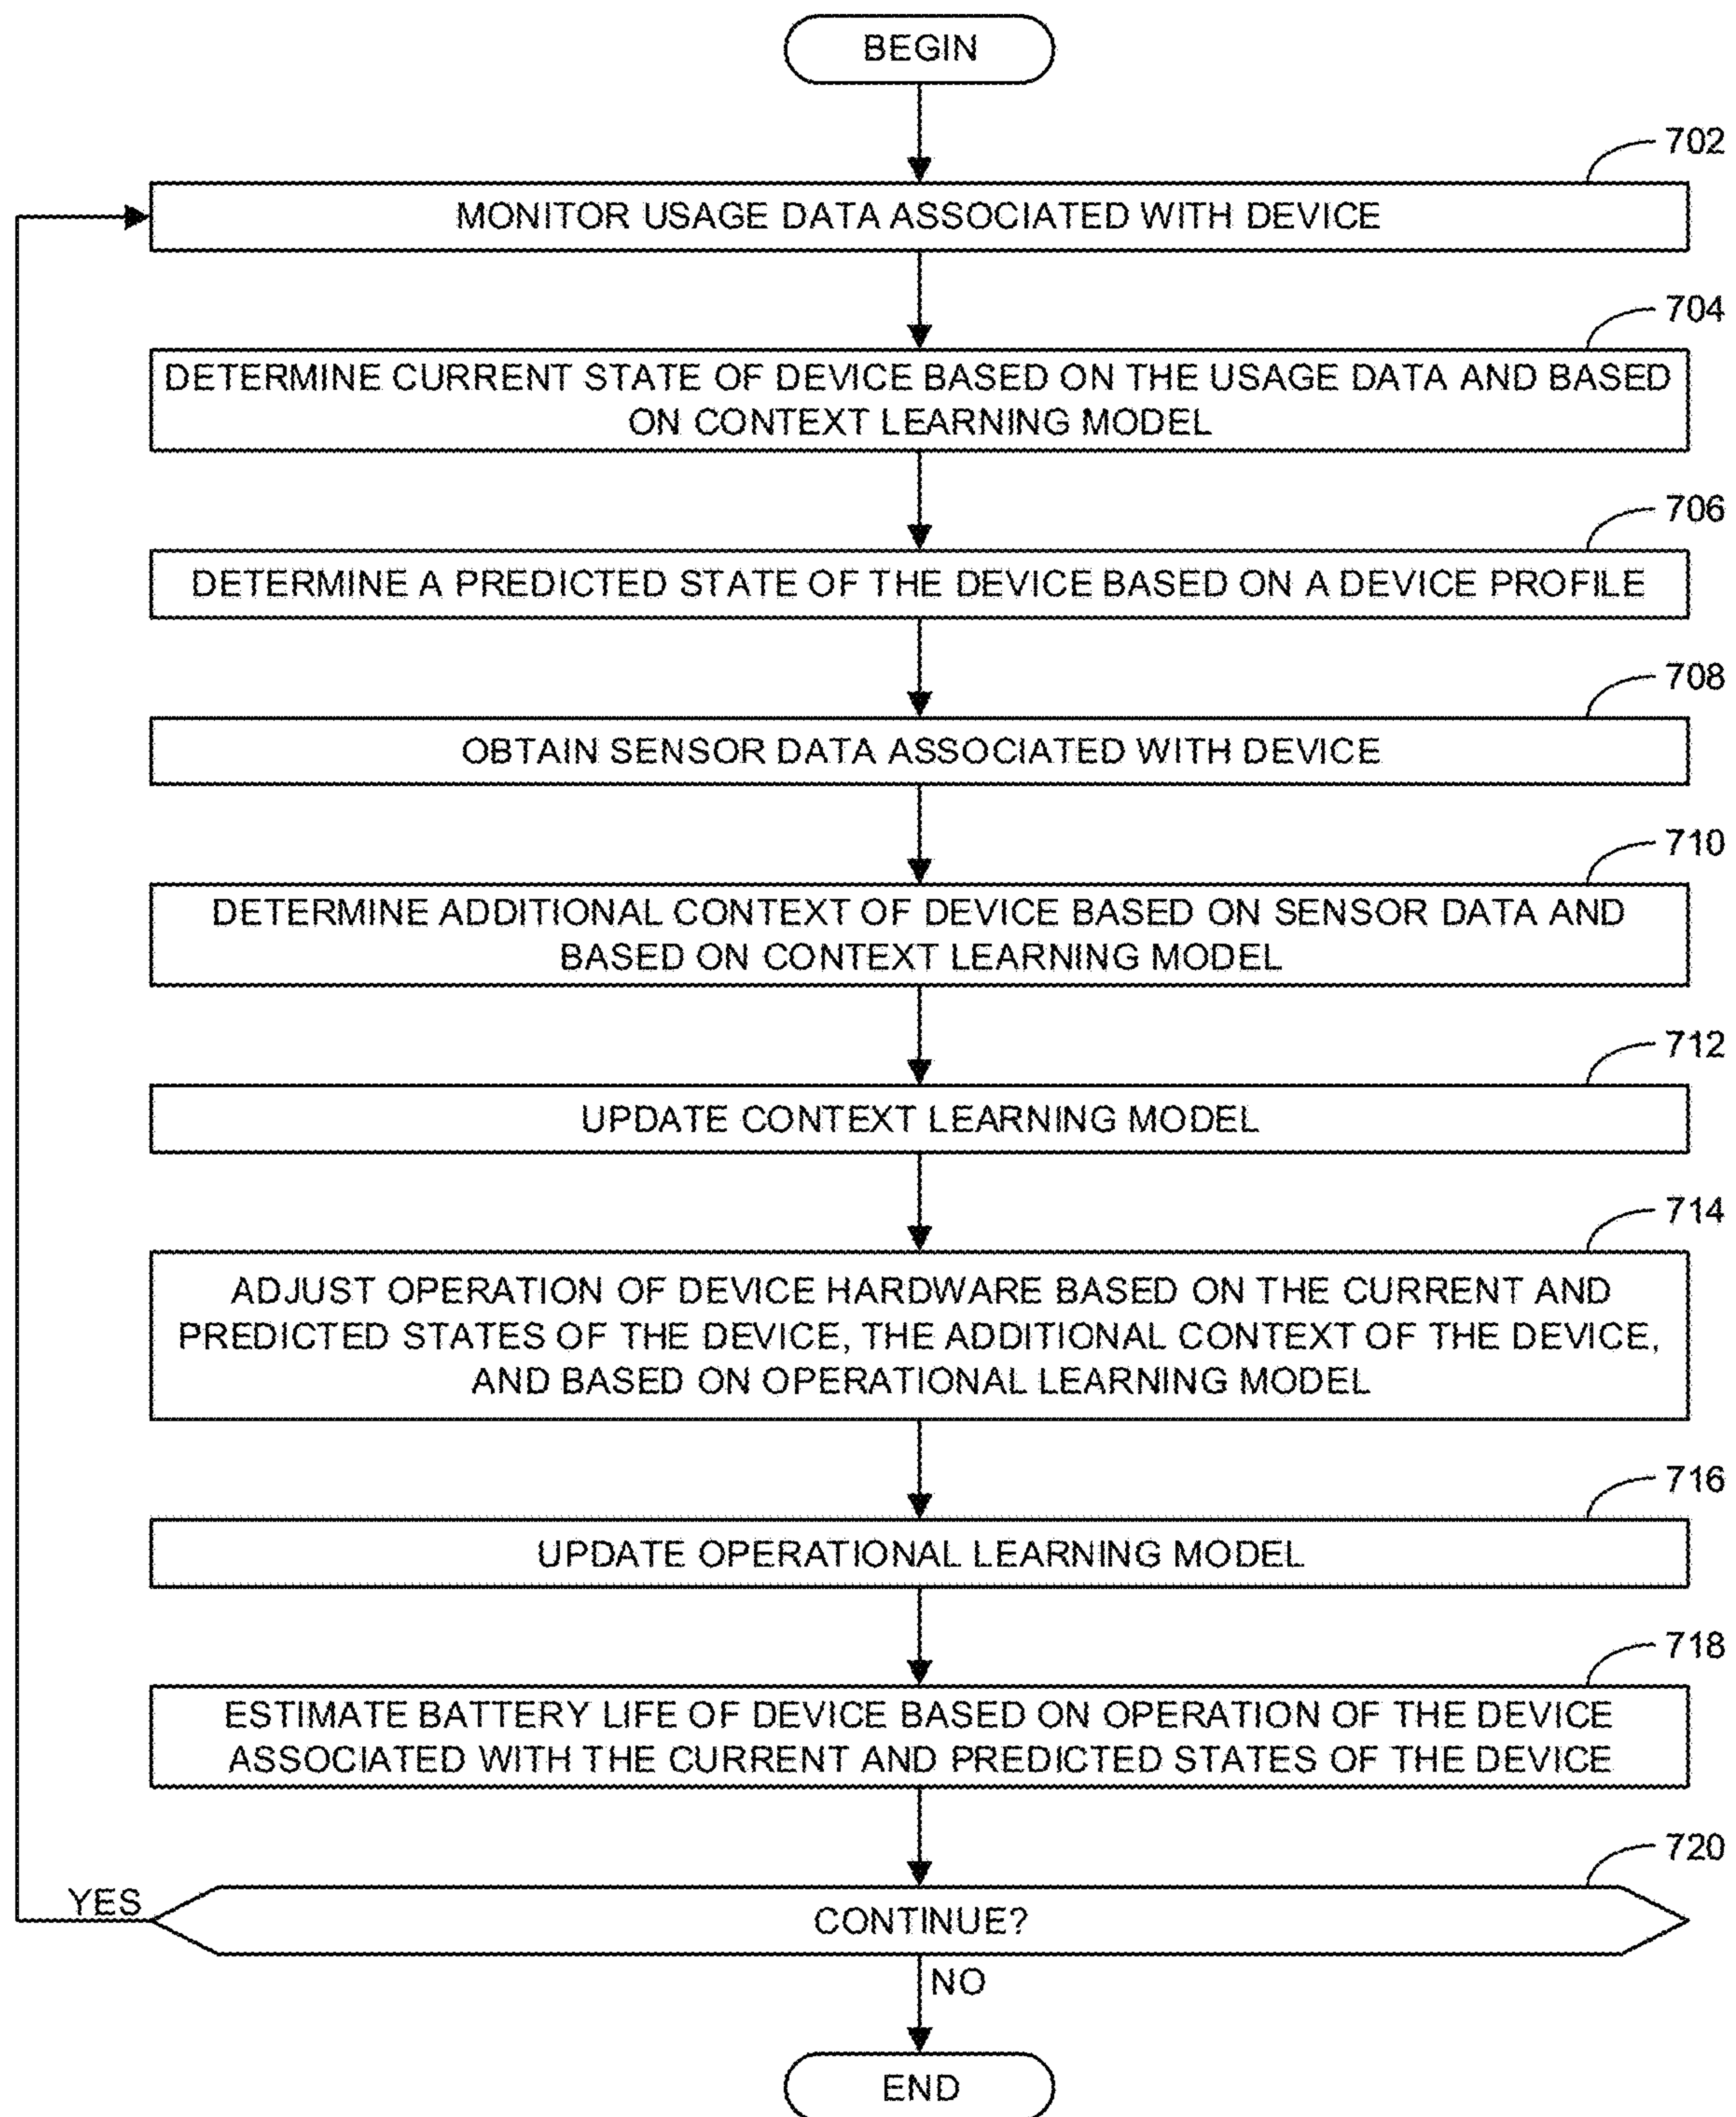 BEGIN
702
MONITOR USAGE DATA ASSOCIATED WITH DEVICE
704
DETERMINE CURRENT STATE OF DEVICE BASED ON THE USAGE DATA AND BASED
ON CONTEXT LEARNING MODEL
706
DETERMINE A PREDICTED STATE OF THE DEVICE BASED ON A DEVICE PROFILE
708
OBTAIN SENSOR DATA ASSOCIATED WITH DEVICE
710
DETERMINE ADDITIONAL CONTEXT OF DEVICE BASED ON SENSOR DATA AND
BASED ON CONTEXT LEARNING MODEL
712
UPDATE CONTEXT LEARNING MODEL
714
ADJUST OPERATION OF DEVICE HARDWARE BASED ON THE CURRENT AND
PREDICTED STATES OF THE DEVICE, THE ADDITIONAL CONTEXT OF THE DEVICE,
AND BASED ON OPERATIONAL LEARNING MODEL
716
UPDATE OPERATIONAL LEARNING MODEL
718
ESTIMATE BATTERY LIFE OF DEVICE BASED ON OPERATION OF THE DEVICE
ASSOCIATED WITH THE CURRENT AND PREDICTED STATES OF THE DEVICE
720
YES
CONTINUE?
NO
END